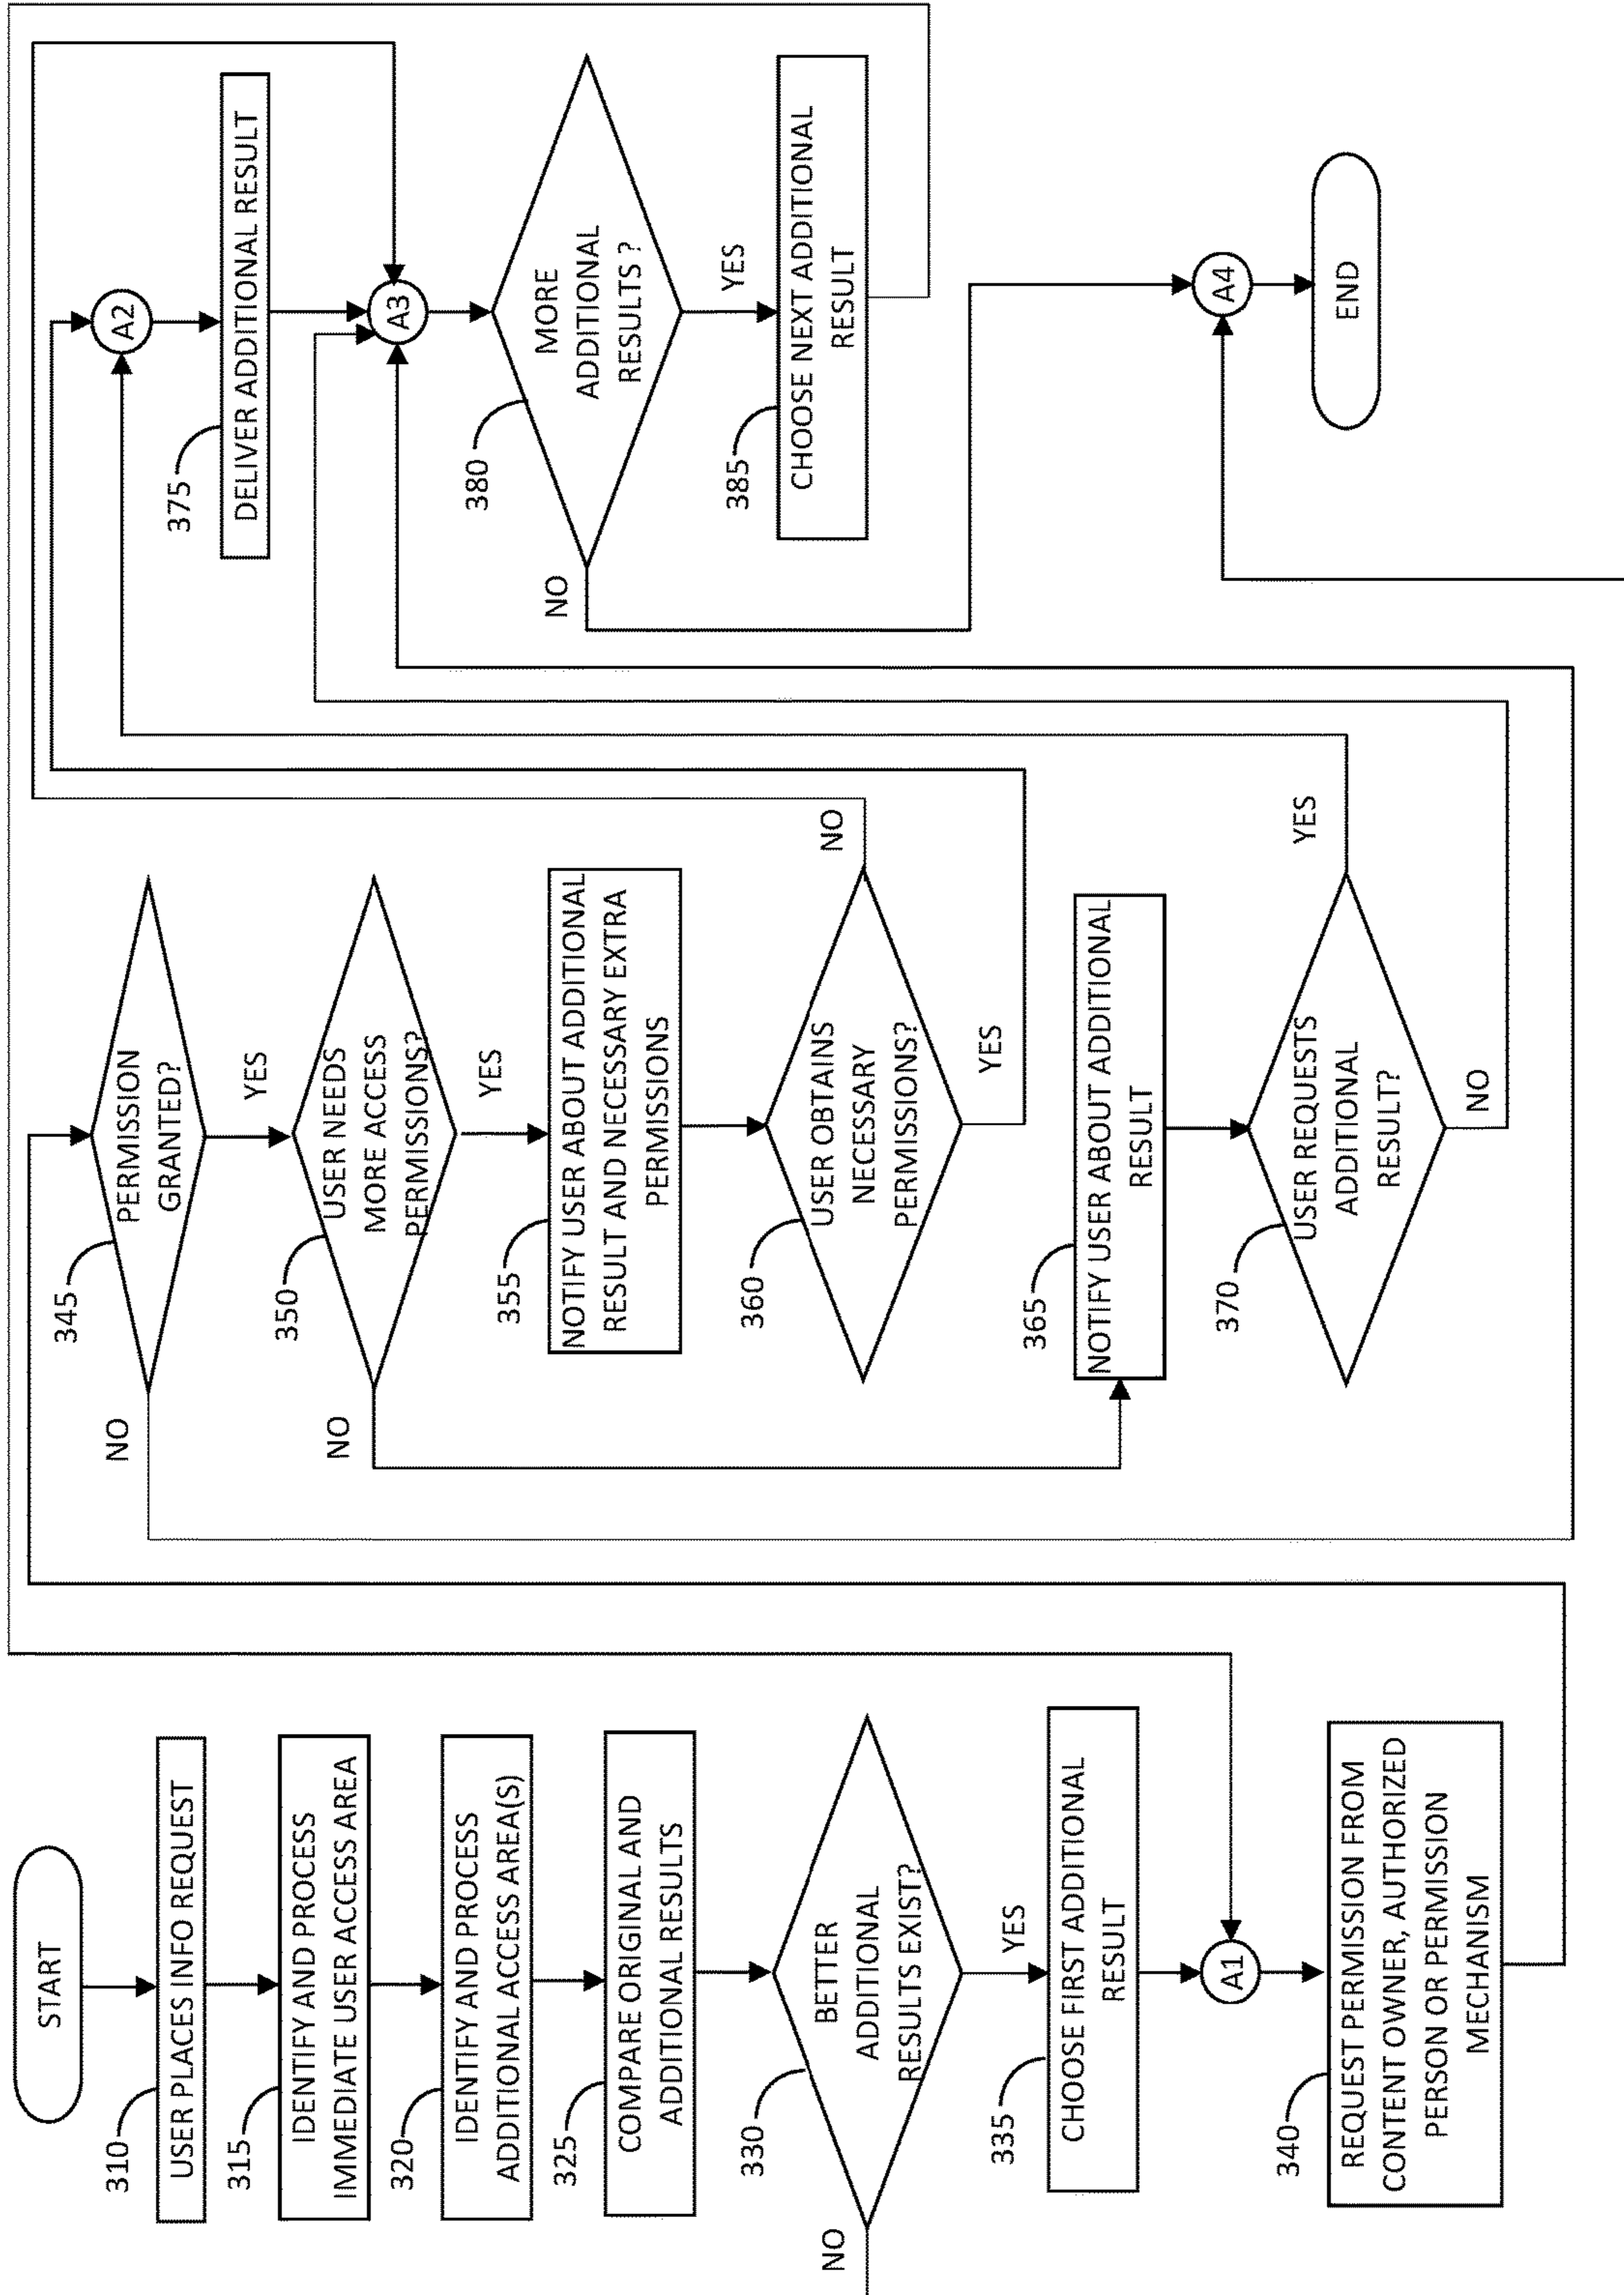 START
310
USER PLACES INFO REQUEST
315
IDENTIFY AND PROCESS
IMMEDIATE USER ACCESS AREA
320
IDENTIFY AND PROCESS
ADDITIONAL ACCESS AREA(S)
325
COMPARE ORIGINAL AND
ADDITIONAL RESULTS
330
BETTER
ADDITIONAL
RESULTS EXIST?
NO
YES
335
CHOOSE FIRST ADDITIONAL
RESULT
A1
340
REQUEST PERMISSION FROM
CONTENT OWNER, AUTHORIZED
PERSON OR PERMISSION
MECHANISM
345
PERMISSION
GRANTED?
NO
YES
350
USER NEEDS
MORE ACCESS
PERMISSIONS?
NO
YES
355
NOTIFY USER ABOUT ADDITIONAL
RESULT AND NECESSARY EXTRA
PERMISSIONS
360
USER OBTAINS
NECESSARY
PERMISSIONS?
NO
YES
365
NOTIFY USER ABOUT ADDITIONAL
RESULT
370
USER REQUESTS
ADDITIONAL
RESULT?
YES
NO
A2
375
DELIVER ADDITIONAL RESULT
A3
380
MORE
ADDITIONAL
RESULTS ?
NO
YES
385
CHOOSE NEXT ADDITIONAL
RESULT
A4
END